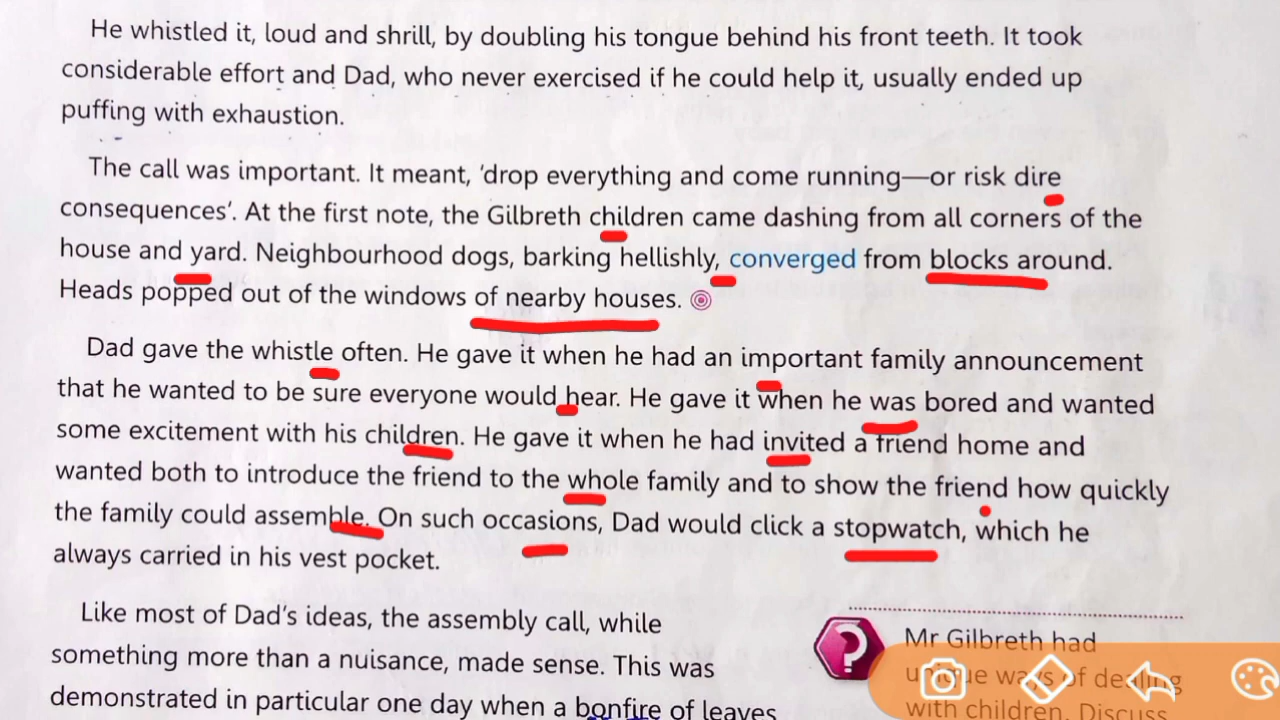 He whistled it, loud and shrill, by doubling his tongue behind his front teeth. It took
considerable effort and Dad, who never exercised if he could help it, usually ended up
puffing with exhaustion.
The call was important. It meant, ‘drop everything and come running—or risk dire
consequences’. At the first note, the Gilbreth children came dashing from all corners of the
house and yard. Neighbourhood dogs, barking hellishly, converged from blocks around.
Heads popped out of the windows of nearby houses.
Dad gave the whistle often. He gave it when he had an important family announcement
that he wanted to be sure everyone would hear. He gave it when he was bored and wanted
some excitement with his children. He gave it when he had invited a friend home and
wanted both to introduce the friend to the whole family and to show the friend how quickly
the family could assemble. On such occasions, Dad would click a stopwatch, which he
always carried in his vest pocket.
Like most of Dad’s ideas, the assembly call, while
something more than a nuisance, made sense. This was
demonstrated in particular one day when a bonfire of leaves
?
Mr Gilbreth had
unique ways of dealing
with children. Discuss